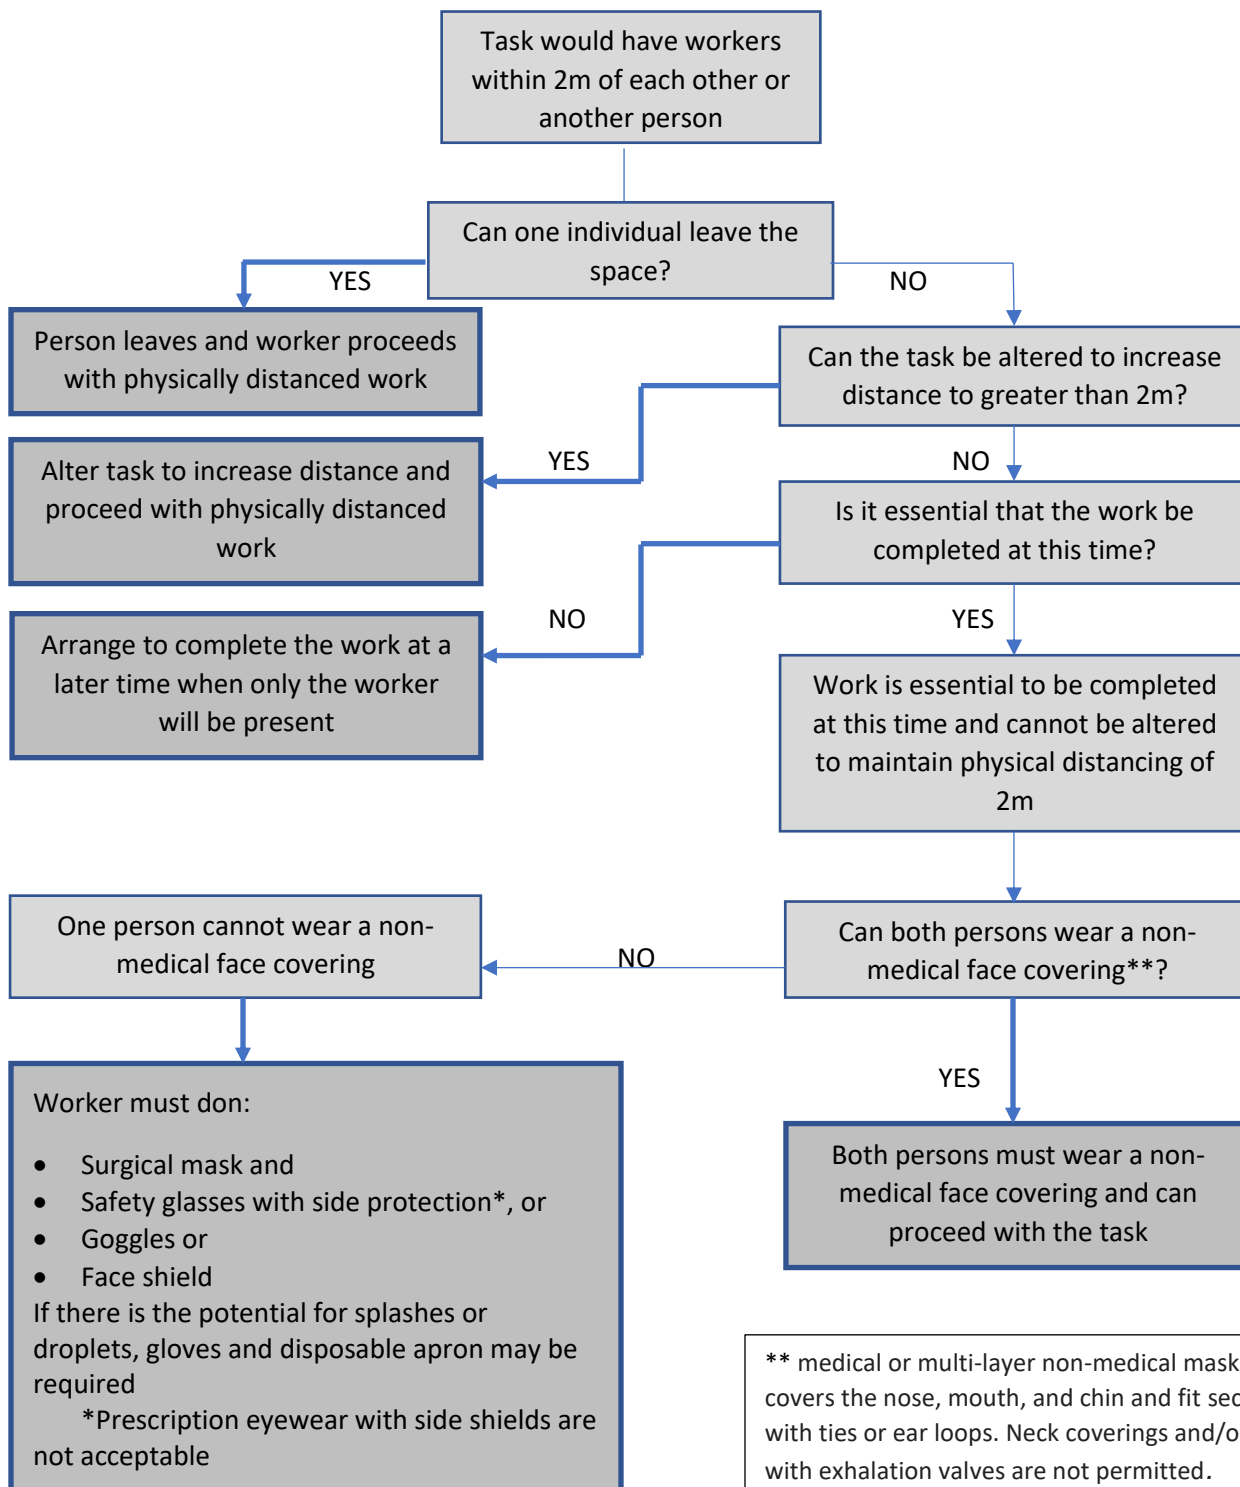 Task would have workers
within 2m of each other or
another person
Can one individual leave the
space?
YES
NO
Person leaves and worker proceeds
with physically distanced work
Can the task be altered to increase
distance to greater than 2m?
Alter task to increase distance and
proceed with physically distanced
work
YES
NO
Is it essential that the work be
completed at this time?
Arrange to complete the work at a
later time when only the worker
will be present
NO
YES
Work is essential to be completed
at this time and cannot be altered
to maintain physical distancing of
2m
One person cannot wear a non-
medical face covering
NO
Can both persons wear a non-
medical face covering**?
YES
Worker must don:
• Surgical mask and
• Safety glasses with side protection*, or
• Goggles or
• Face shield
If there is the potential for splashes or
droplets, gloves and disposable apron may be
required
*Prescription eyewear with side shields are
not acceptable
Both persons must wear a non-
medical face covering and can
proceed with the task
** medical or multi-layer non-medical mask
covers the nose, mouth, and chin and fit
with ties or ear loops. Neck coverings
with exhalation valves are not permitted.